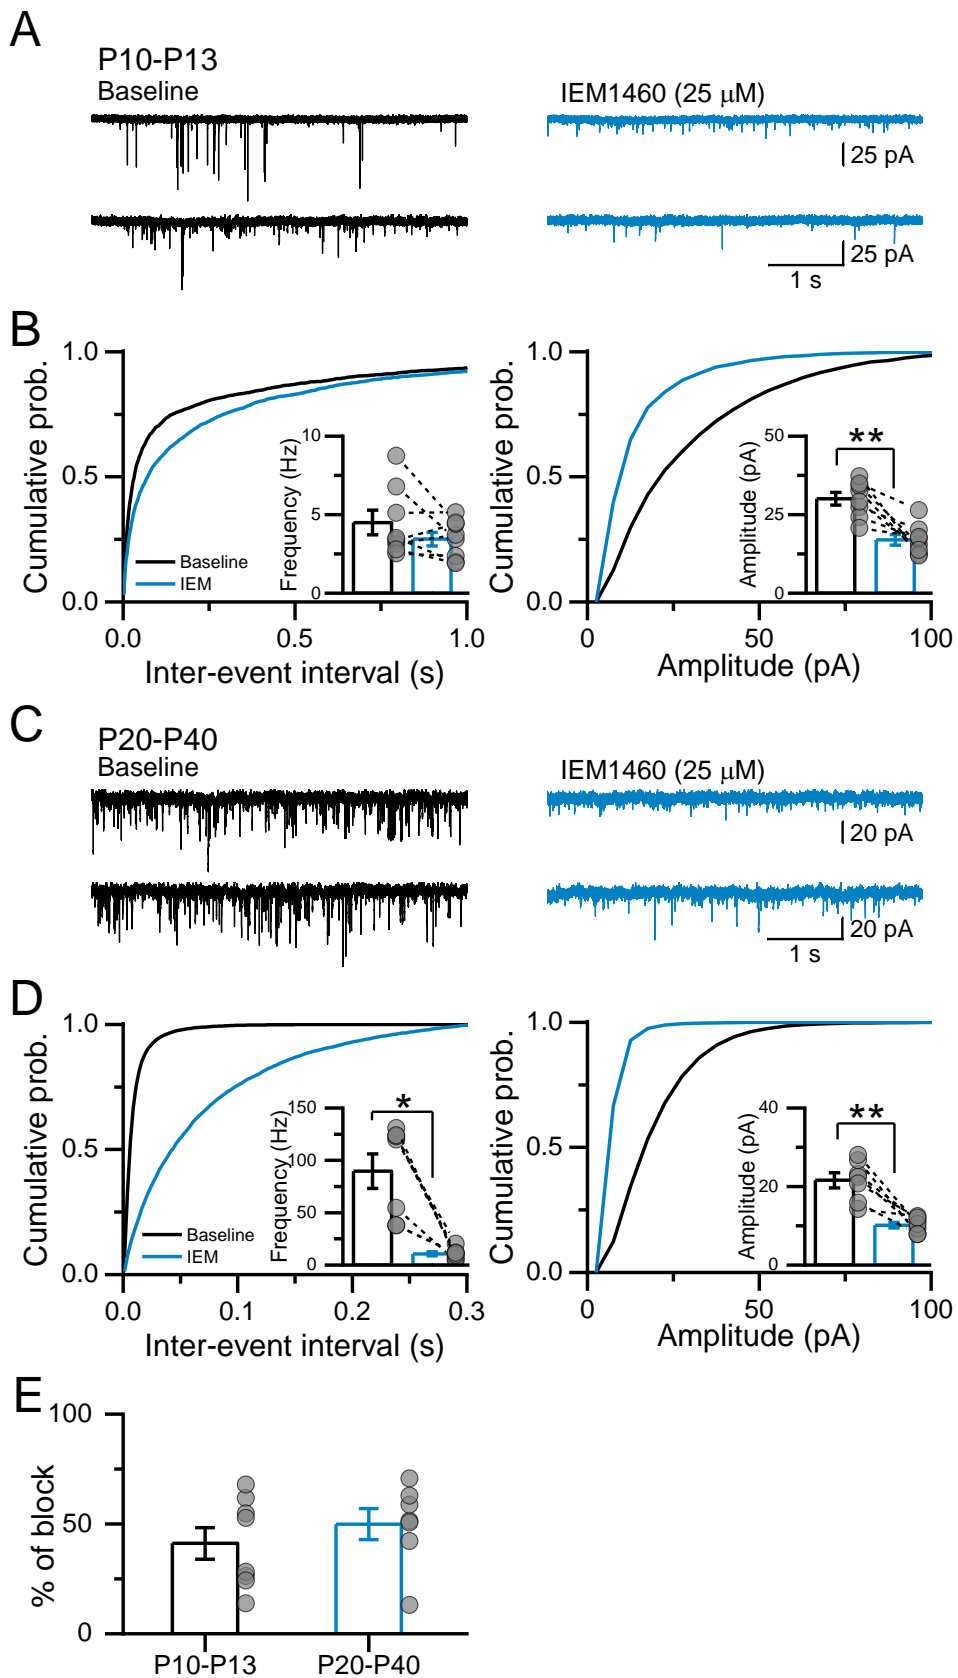 A
P10-P13
Baseline
IEM1460 (25 μM)
25 pA
25 pA
1 s
B
Cumulative prob.
1.0
0.5
0.0
0.0
0.5
1.0
Inter-event interval (s)
Baseline
IEM
Frequency (Hz)
10
5
0
Cumulative prob.
1.0
0.5
0.0
0
50
100
Amplitude (pA)
Amplitude (pA)
50
25
0
**
C
P20-P40
Baseline
IEM1460 (25 μM)
20 pA
20 pA
1 s
D
Cumulative prob.
1.0
0.5
0.0
0.0
0.1
0.2
0.3
Inter-event interval (s)
Baseline
IEM
Frequency (Hz)
150
100
50
0
*
Cumulative prob.
1.0
0.5
0.0
0
50
100
Amplitude (pA)
Amplitude (pA)
40
20
0
**
E
% of block
100
50
0
P10-P13
P20-P40